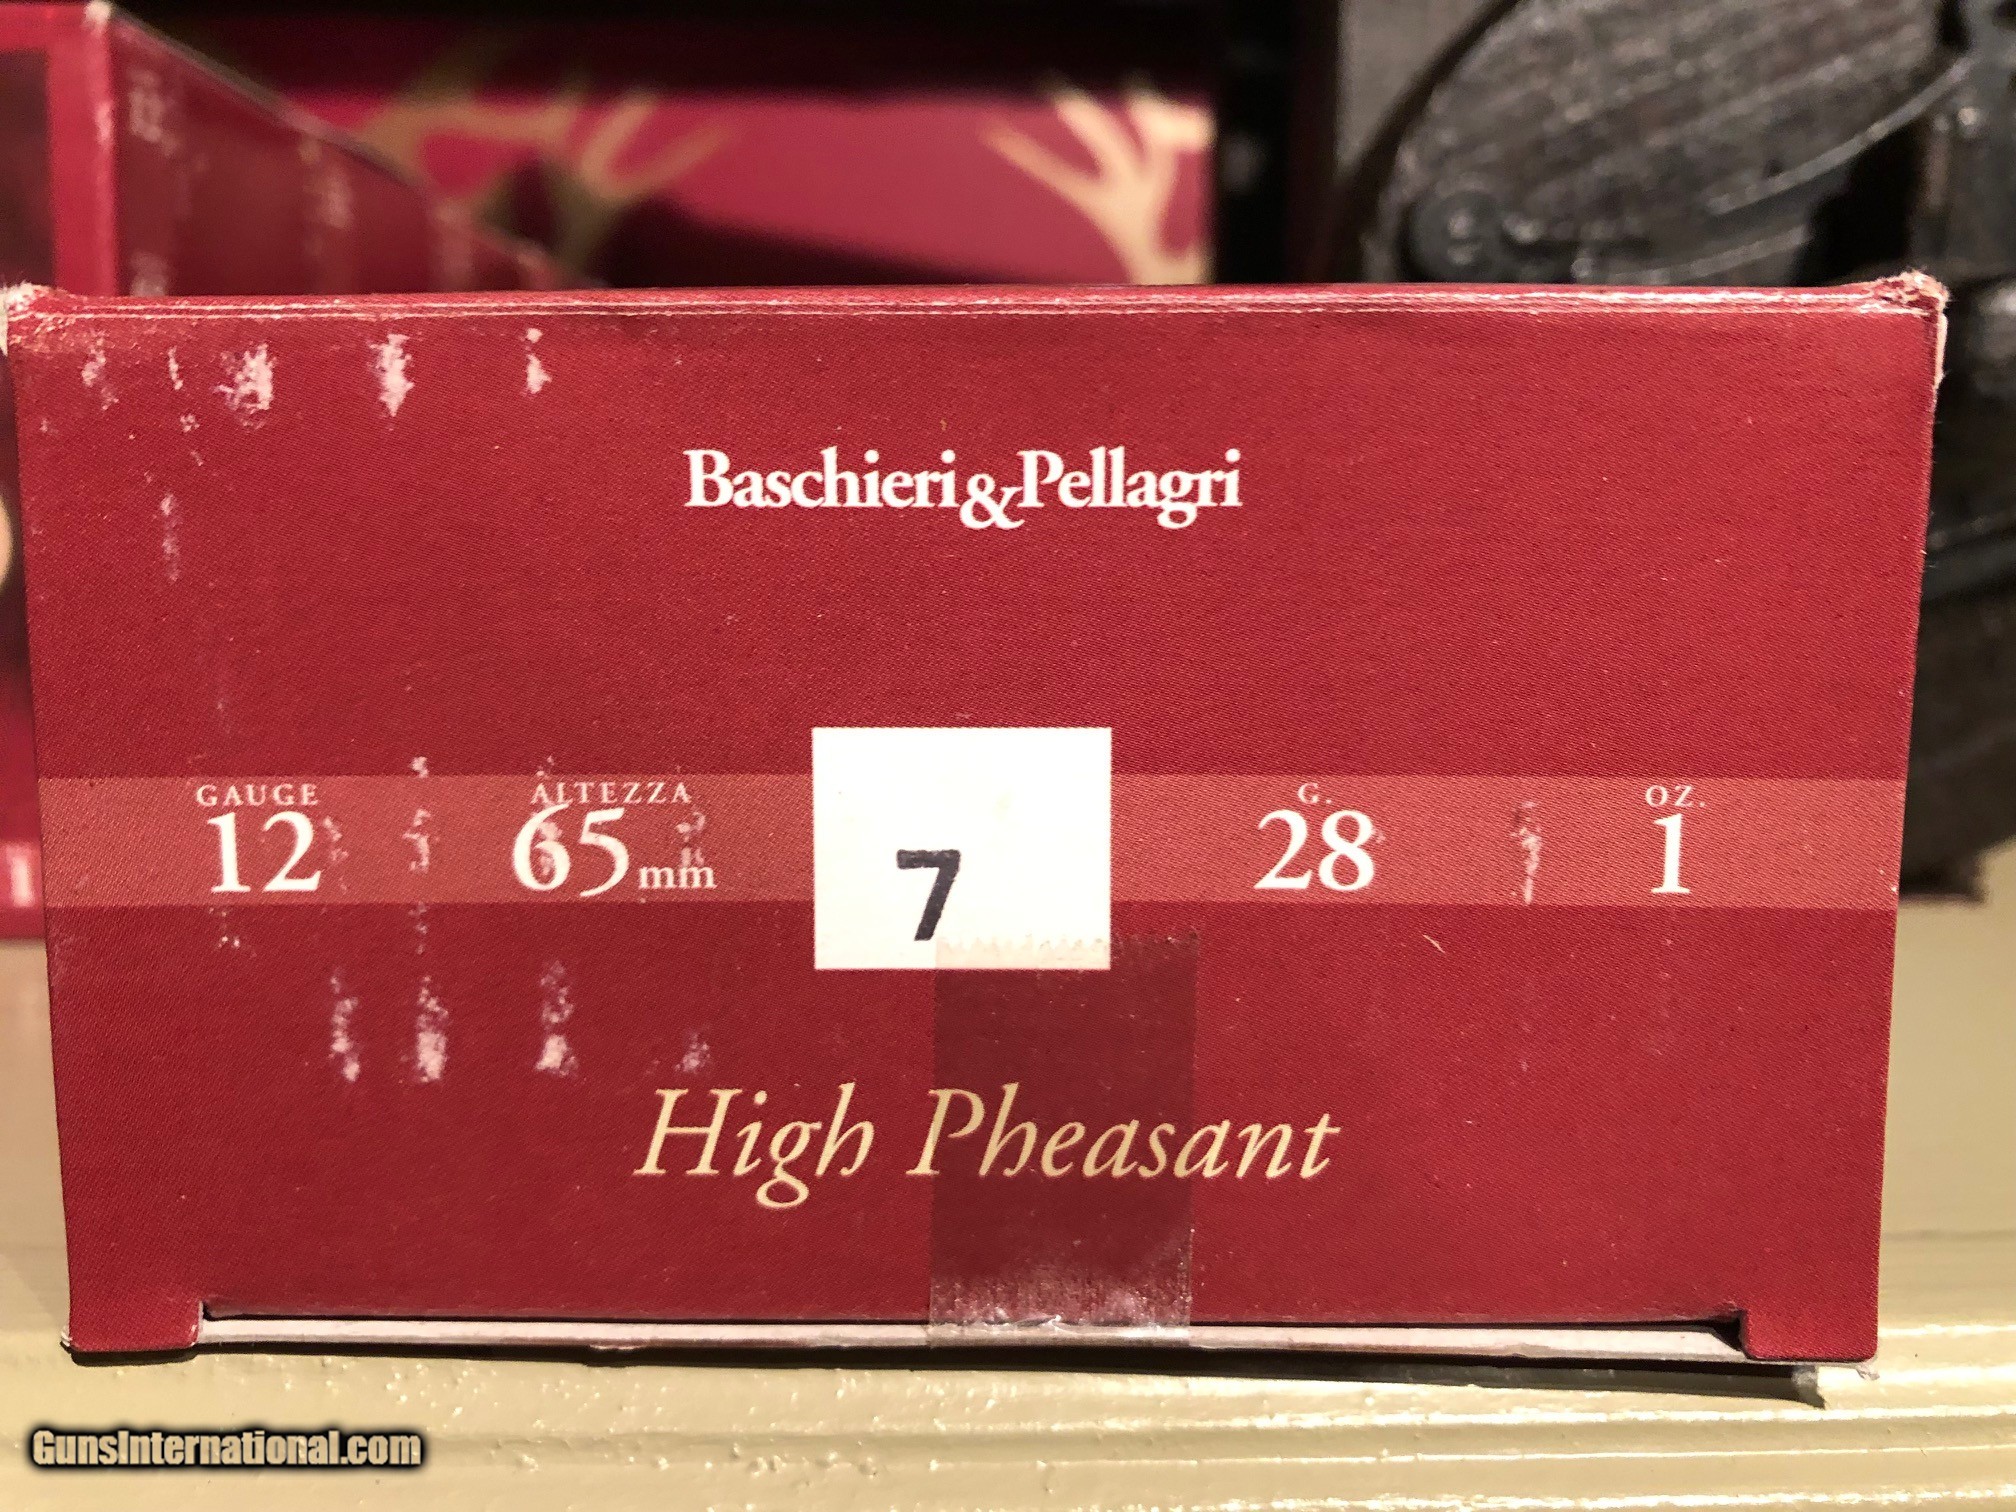 Baschieri&Pellagri
GAUGE ALTEZZA G. OZ.
12 65mm 7 28 1
High Pheasant
GunsInternational.com